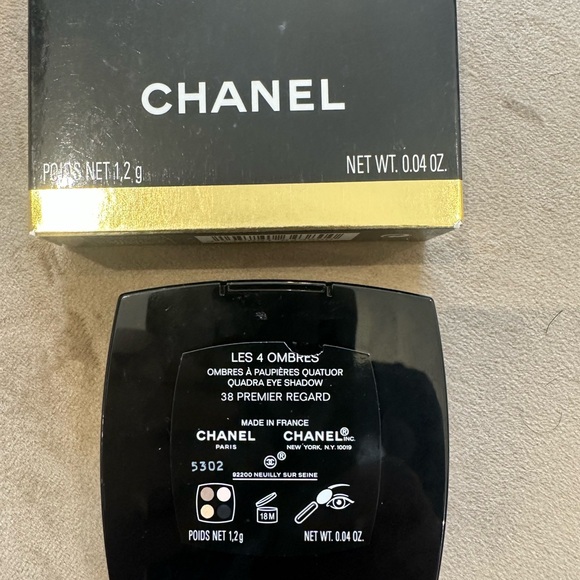 CHANEL
POIDS NET 1,2 g NET WT. 0.04 OZ.
LES 4 OMBRES
OMBRES À PAUPIÈRES QUATUOR
QUADRA EYE SHADOW
38 PREMIER REGARD
MADE IN FRANCE
CHANEL CHANEL® INC.
PARIS NEW YORK, N.Y. 10019
5302 ®
92200 NEUILLY SUR SEINE
18M
POIDS NET 1,2g NET WT. 0.04 OZ.